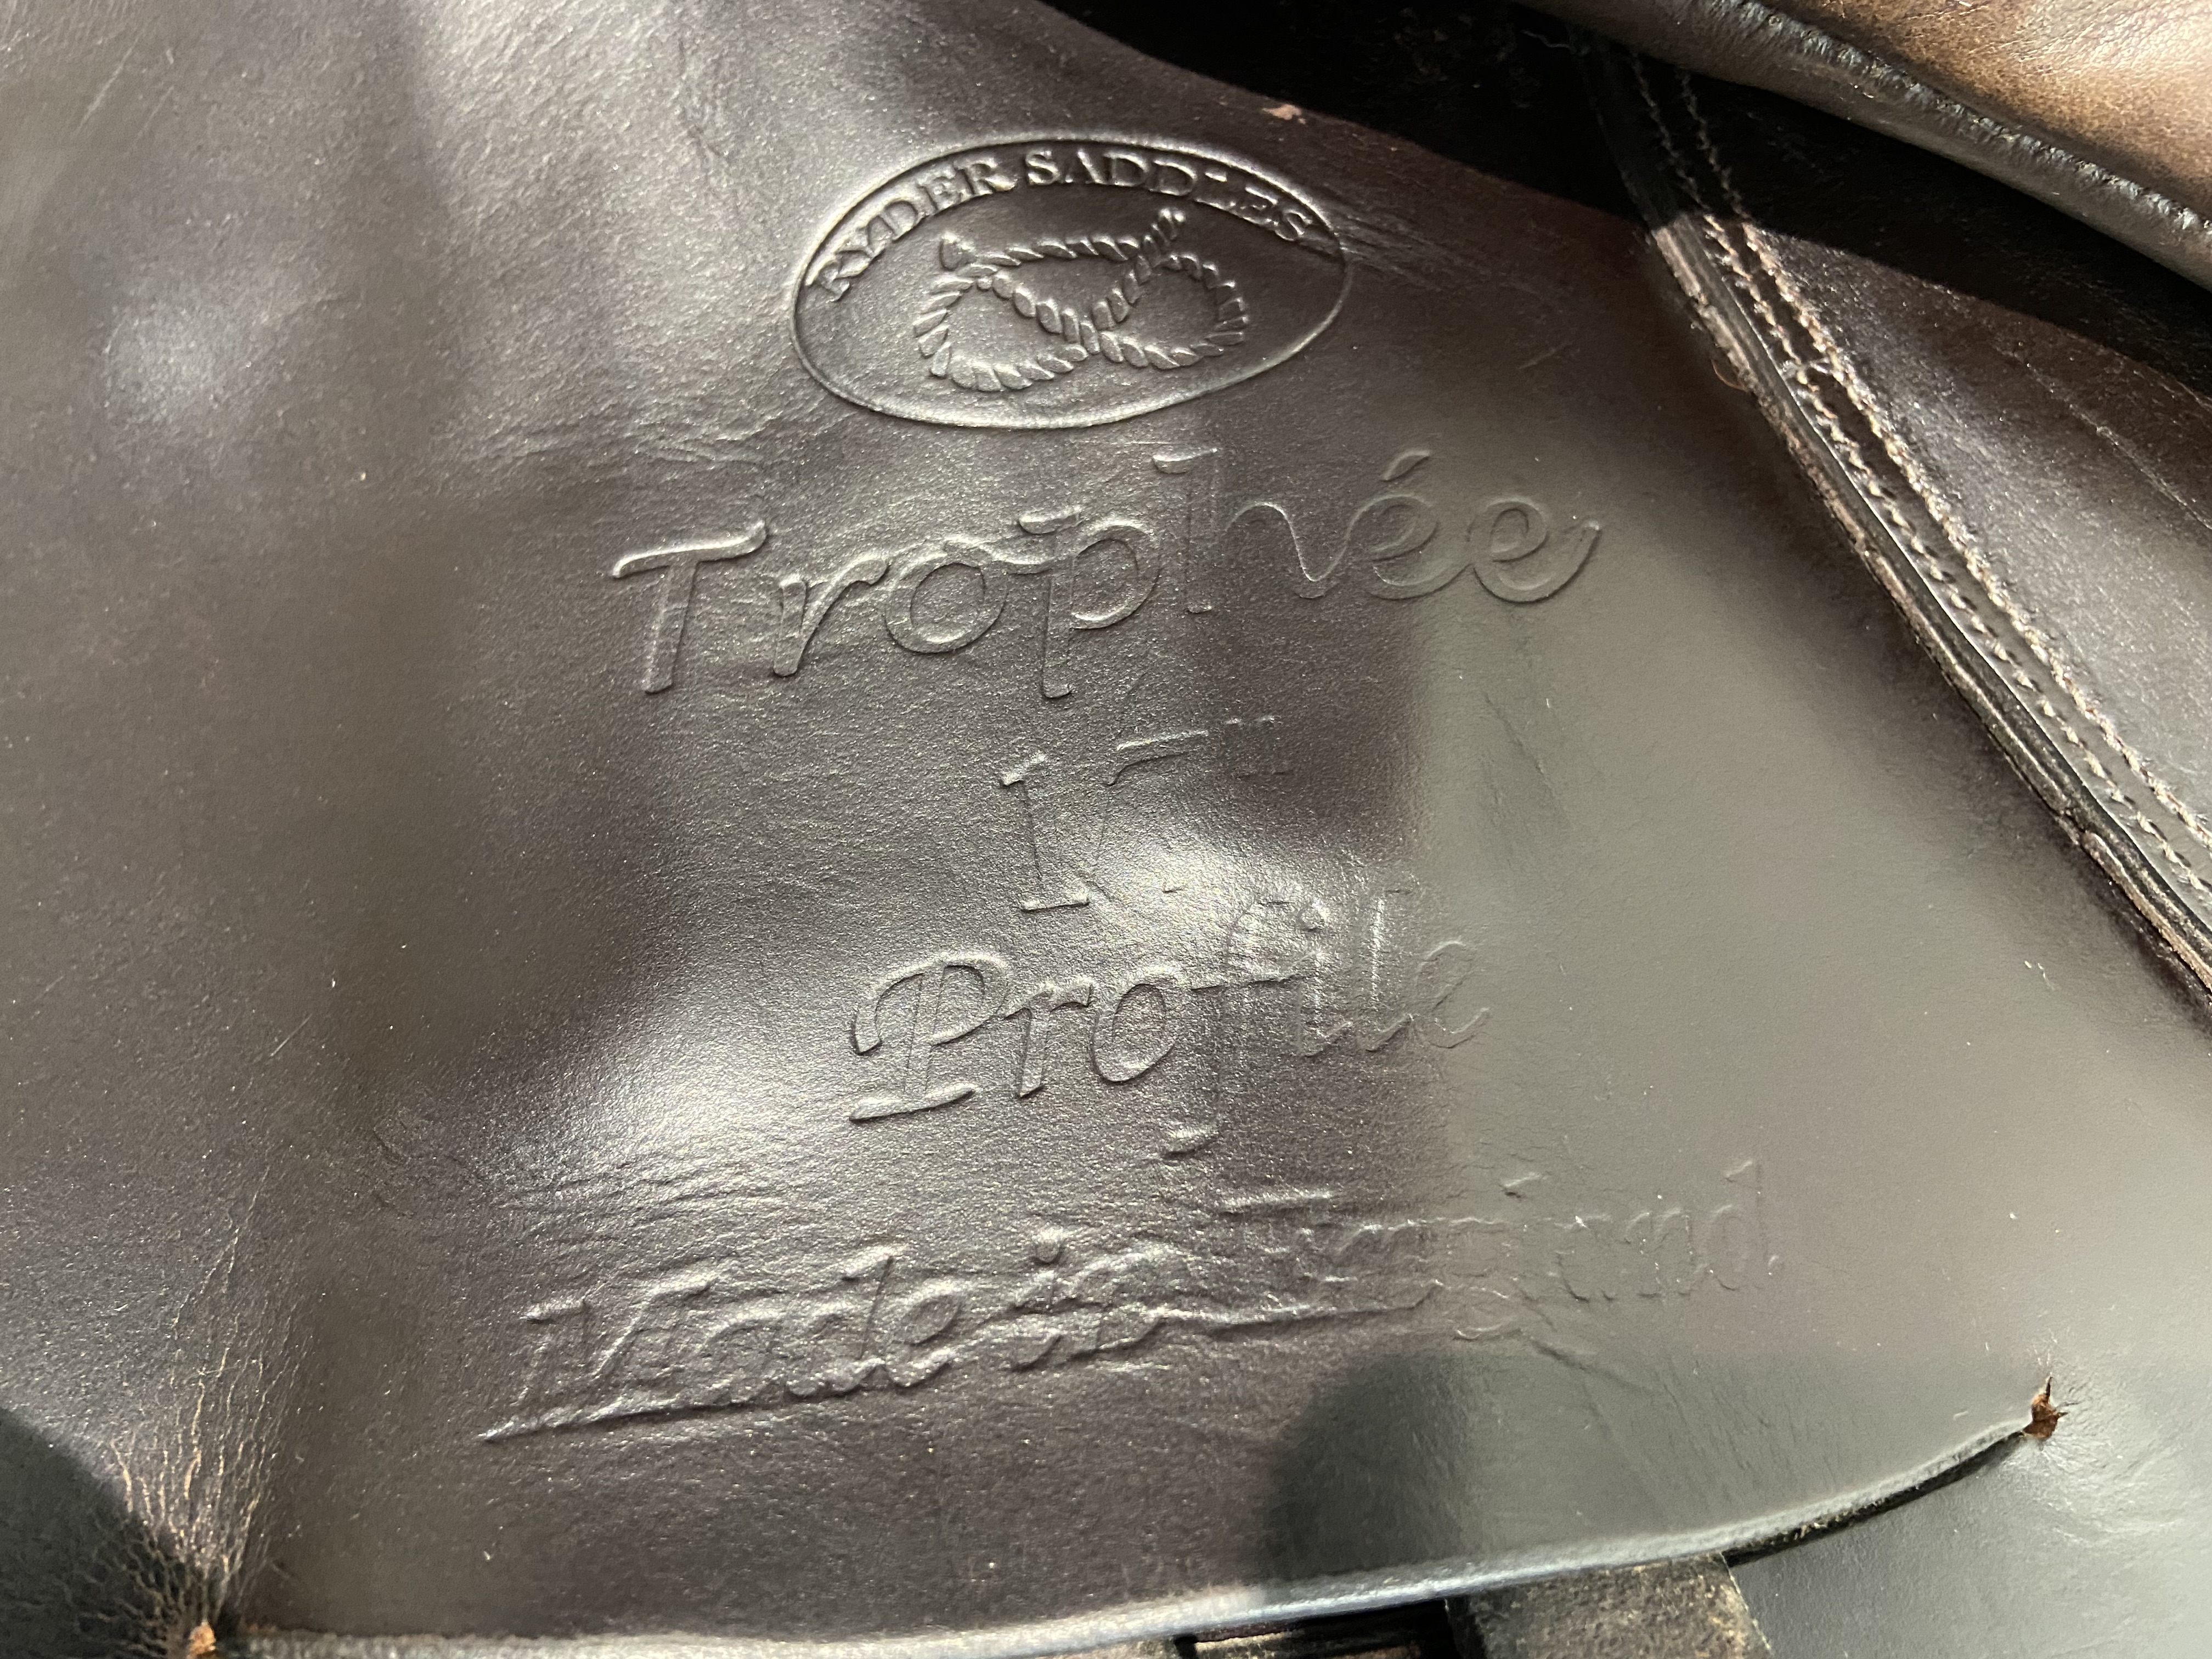 RYDER SADDLES
Trophée
17"
Profile
Made in England